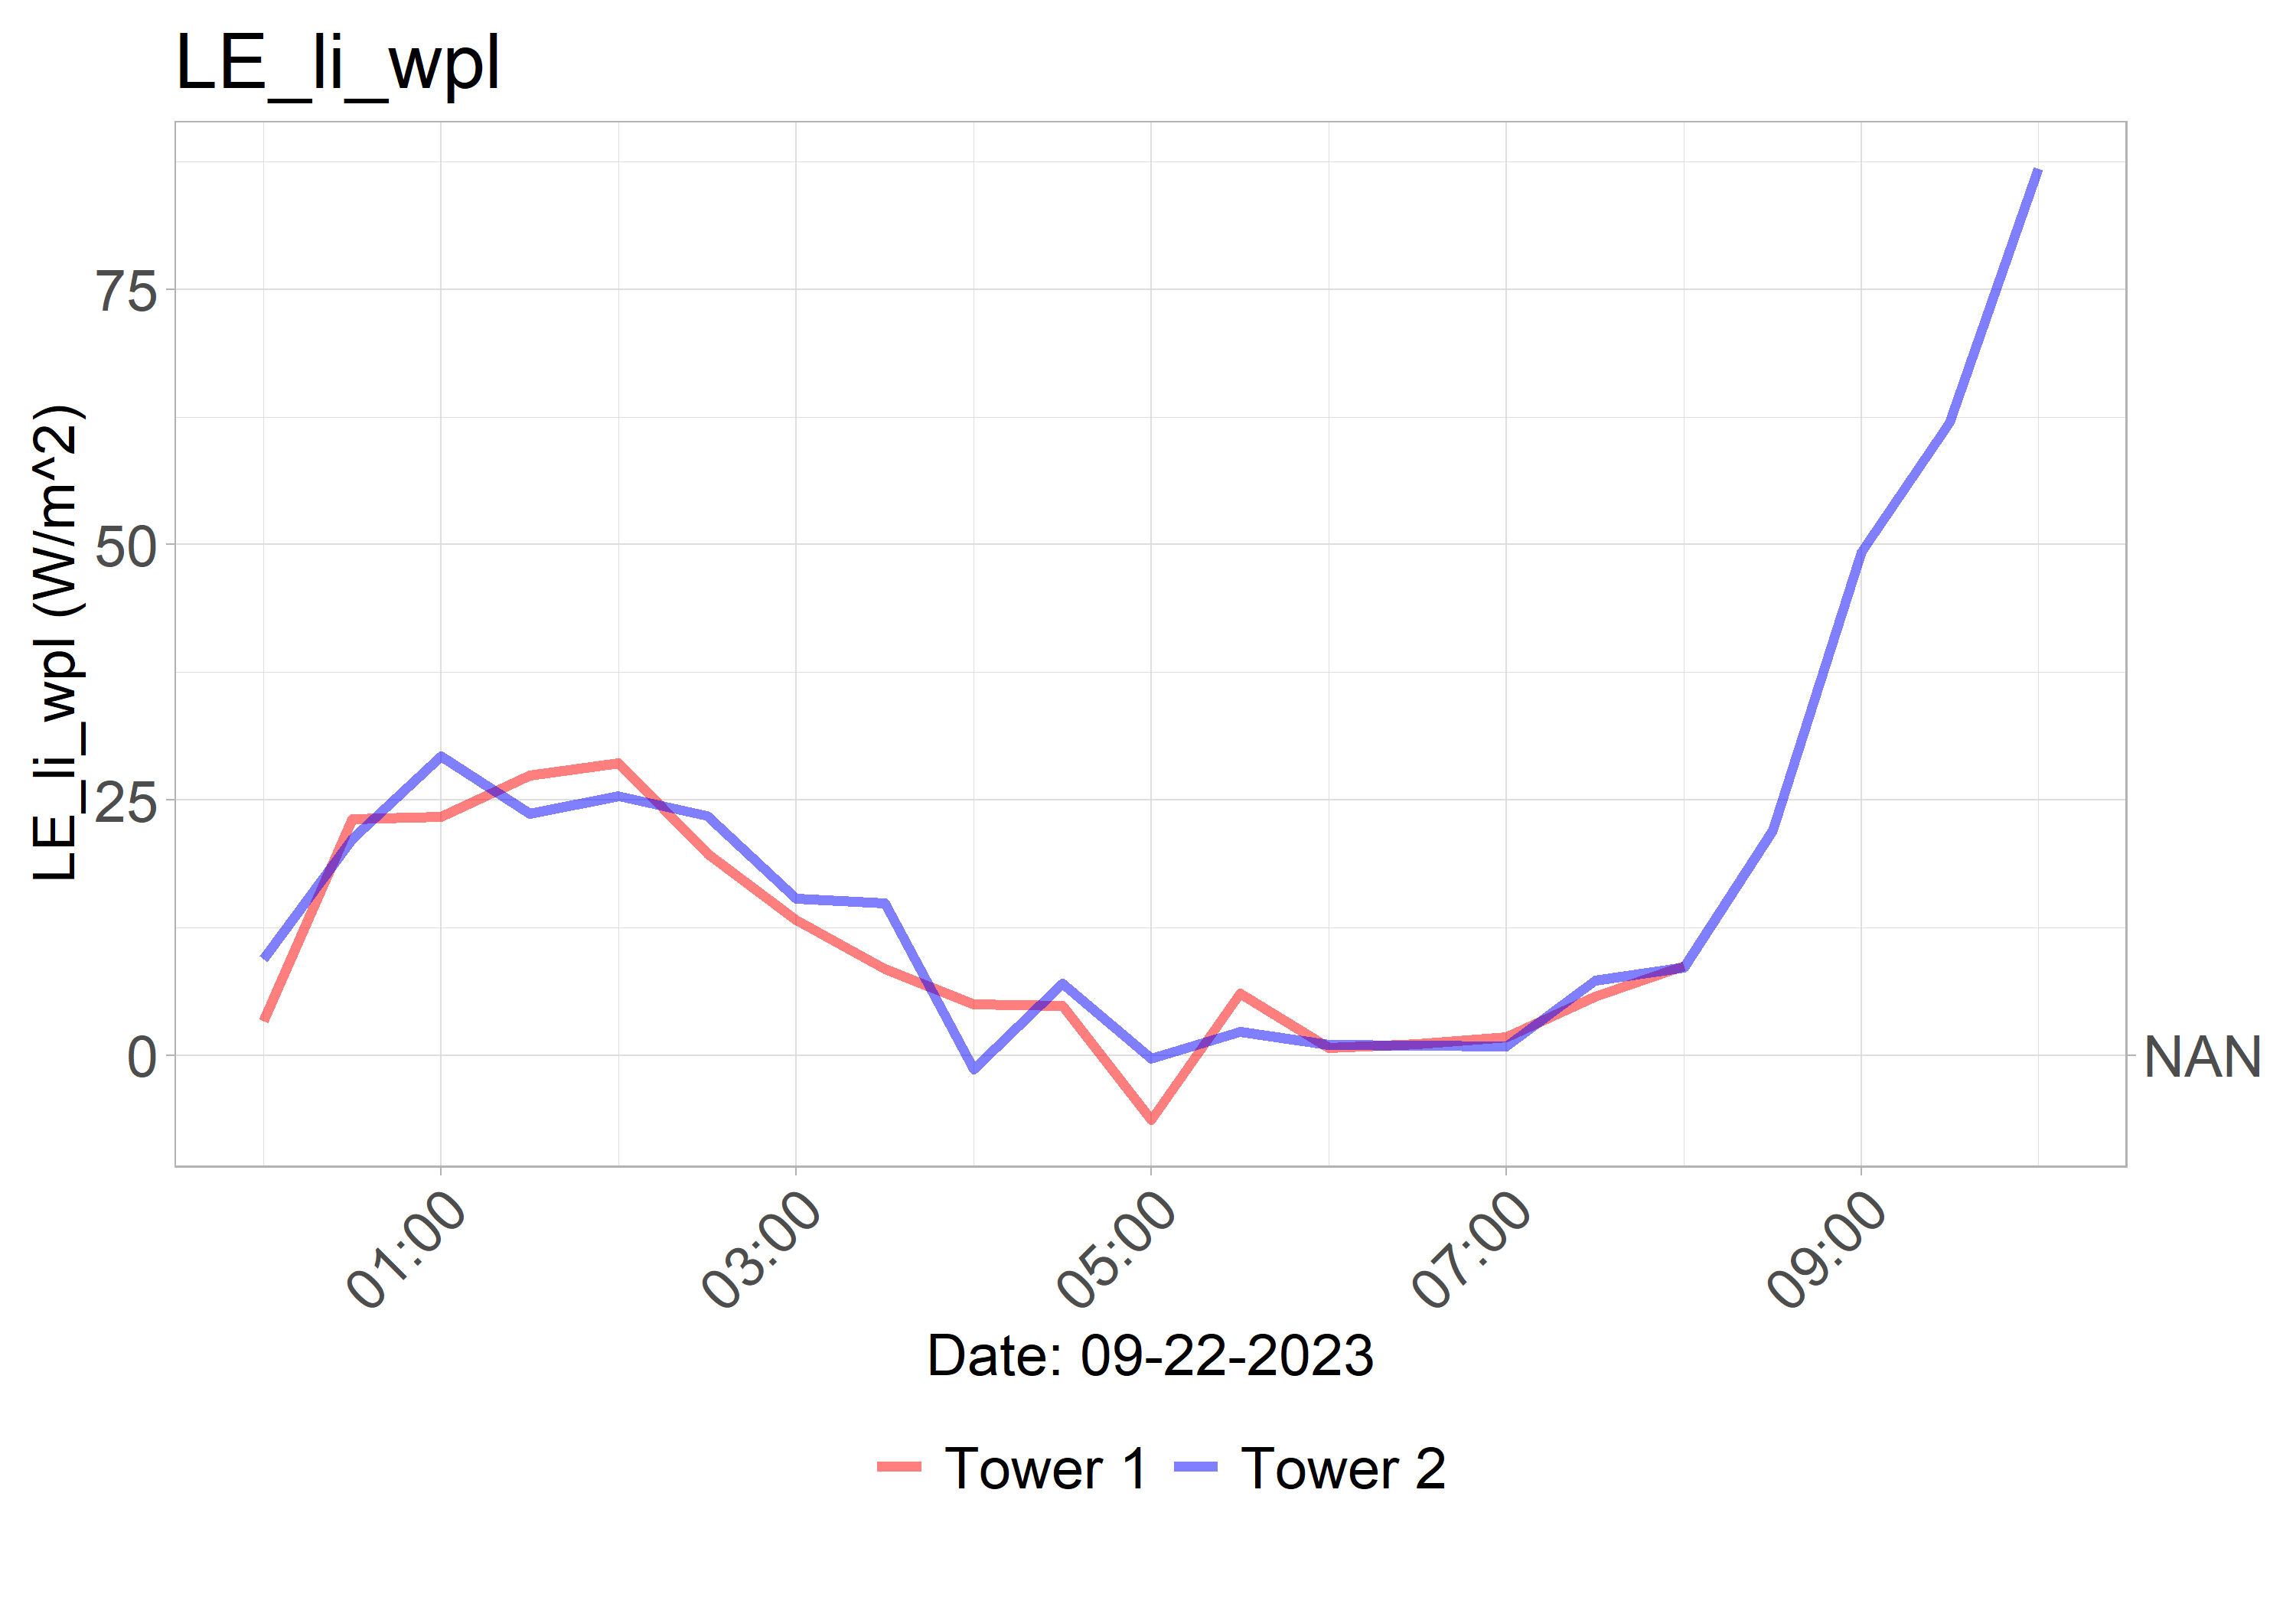 LE_li_wpl
LE_li_wpl (W/m^2)
75
50
25
0
NAN
01:00 03:00 05:00 07:00 09:00
Date: 09-22-2023
Tower 1 Tower 2